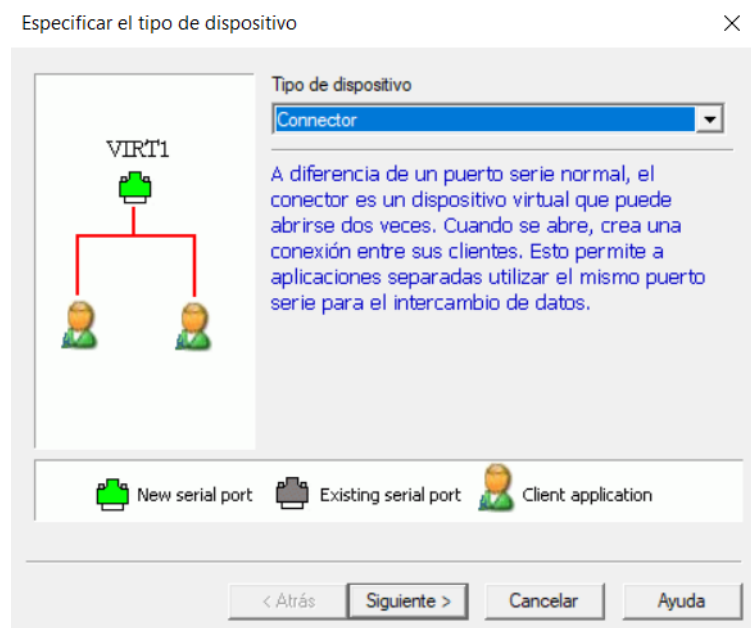 Especificar el tipo de dispositivo
Tipo de dispositivo
Connector
VIRT1
A diferencia de un puerto serie normal, el
conector es un dispositivo virtual que puede
abrirse dos veces. Cuando se abre, crea una
conexión entre sus clientes. Esto permite a
aplicaciones separadas utilizar el mismo puerto
serie para el intercambio de datos.
New serial port Existing serial port Client application
< Atrás Siguiente > Cancelar Ayuda